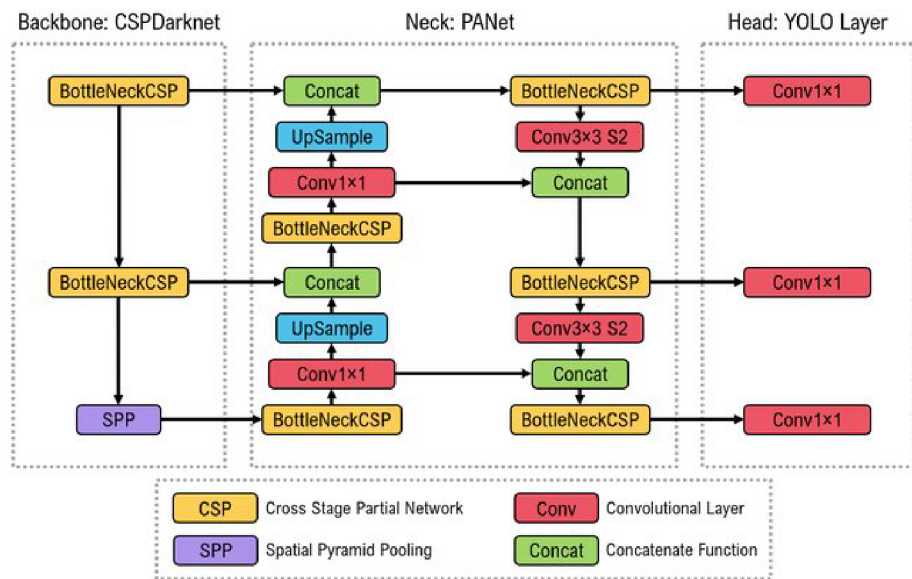 Backbone: CSPDarknet
Neck: PANet
Head: YOLO Layer
BottleNeckCSP
Concat
BottleNeckCSP
Conv1×1
UpSample
Conv3×3 S2
Conv1×1
Concat
BottleNeckCSP
BottleNeckCSP
Concat
BottleNeckCSP
Conv1×1
UpSample
Conv3×3 S2
Conv1×1
Concat
SPP
BottleNeckCSP
BottleNeckCSP
Conv1×1
CSP
Cross Stage Partial Network
Conv
Convolutional Layer
SPP
Spatial Pyramid Pooling
Concat
Concatenate Function